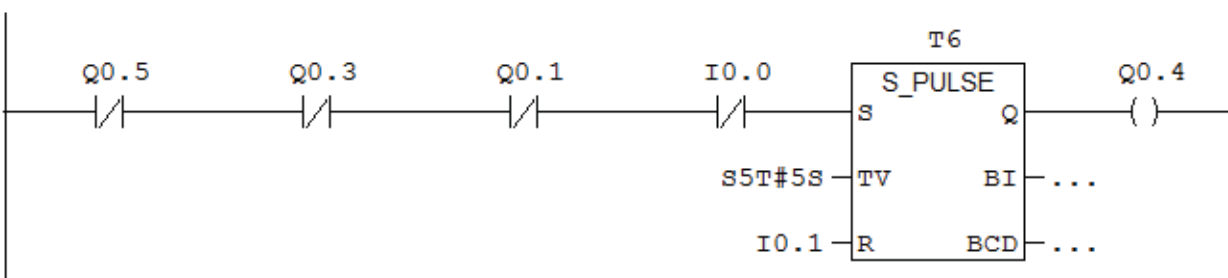 T6
Q0.5 Q0.3 Q0.1 I0.0 S_PULSE Q0.4
S Q
S5T#5S TV BI ...
I0.1 R BCD ...